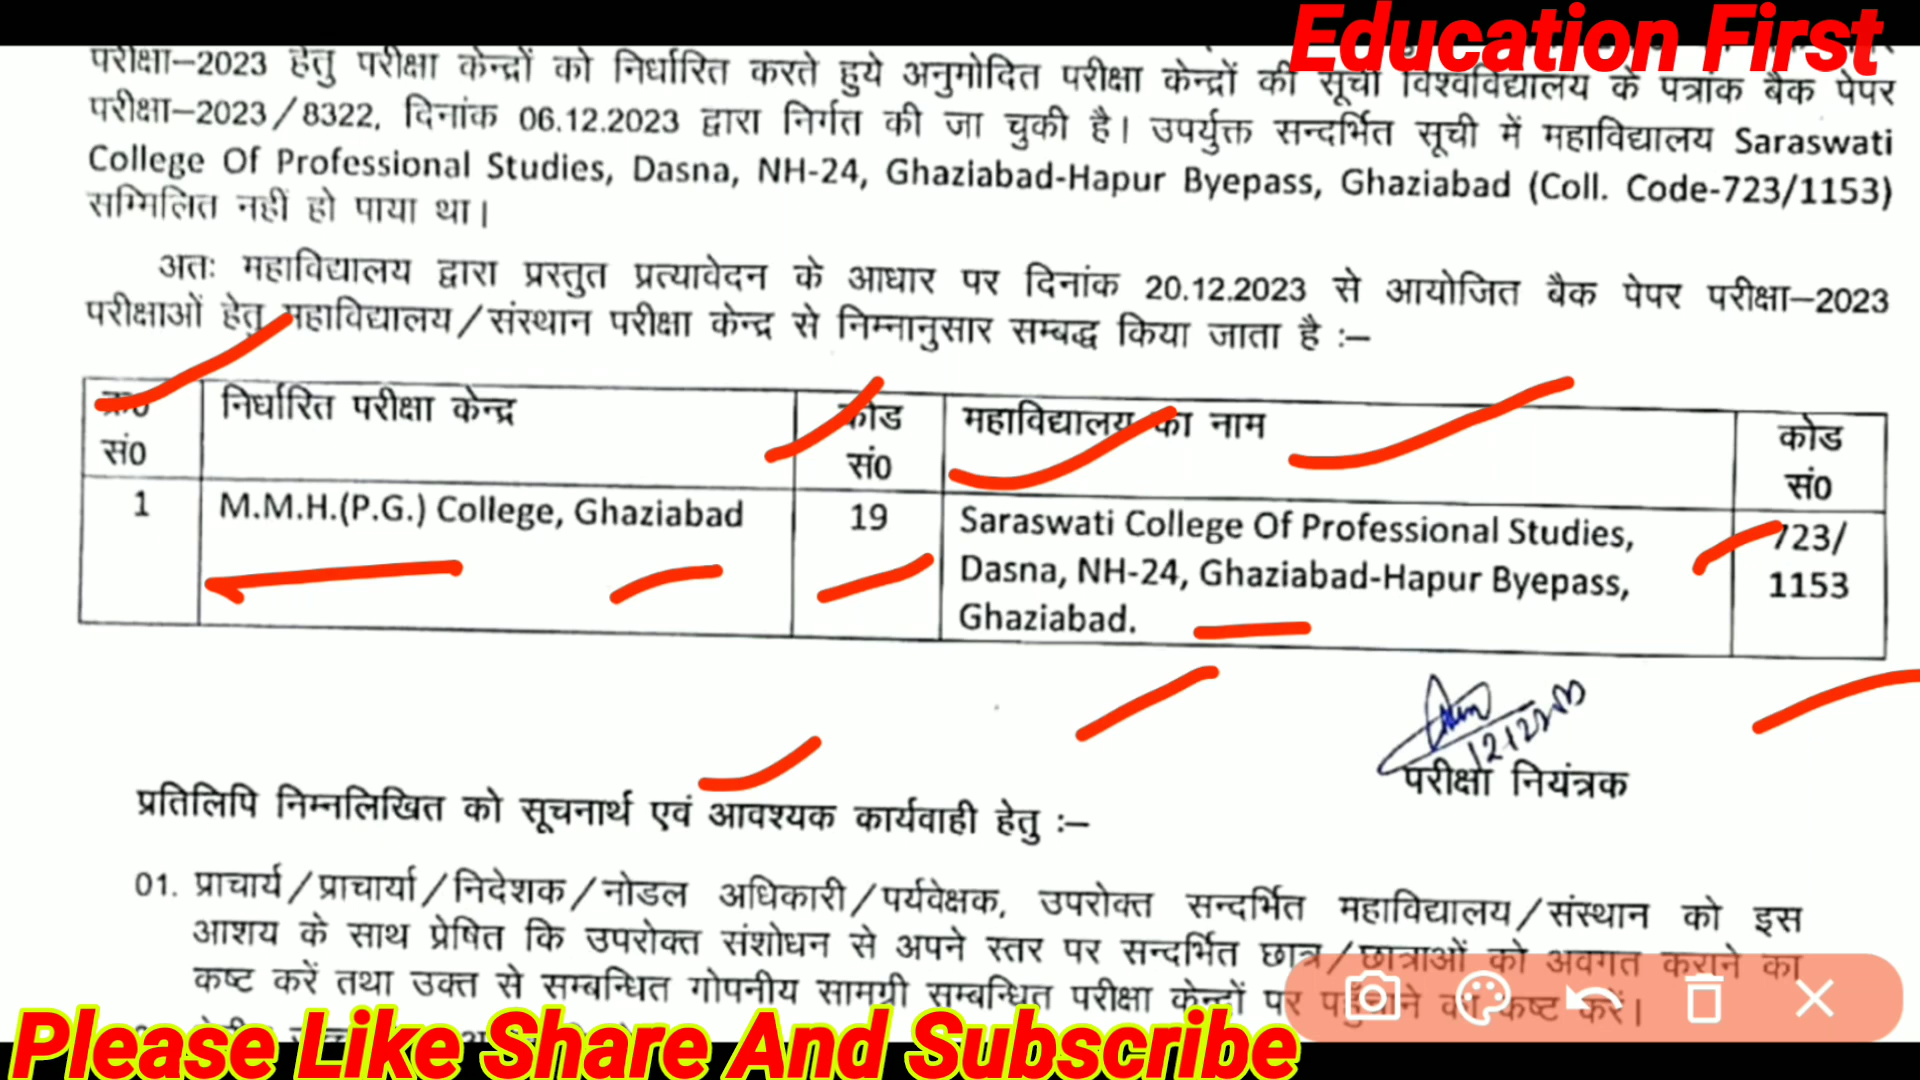 Education First
परीक्षा–2023 हेतु परीक्षा केन्द्रों को निर्धारित करते हुये अनुमोदित परीक्षा केन्द्रों की सूची विश्वविद्यालय के पत्रांक बैक पेपर
परीक्षा–2023/8322, दिनांक 06.12.2023 द्वारा निर्गत की जा चुकी है। उपर्युक्त सन्दर्भित सूची में महाविद्यालय Saraswati
College Of Professional Studies, Dasna, NH-24, Ghaziabad-Hapur Byepass, Ghaziabad (Coll. Code-723/1153)
सम्मिलित नहीं हो पाया था।
अतः महाविद्यालय द्वारा प्रस्तुत प्रत्यावेदन के आधार पर दिनांक 20.12.2023 से आयोजित बैक पेपर परीक्षा–2023
परीक्षाओं हेतु महाविद्यालय/संस्थान परीक्षा केन्द्र से निम्नानुसार सम्बद्ध किया जाता है :–
क्र0 सं0 निर्धारित परीक्षा केन्द्र कोड सं0 महाविद्यालय का नाम कोड सं0
1 M.M.H.(P.G.) College, Ghaziabad 19 Saraswati College Of Professional Studies, 723/
Dasna, NH-24, Ghaziabad-Hapur Byepass, 1153
Ghaziabad.
परीक्षा नियंत्रक
प्रतिलिपि निम्नलिखित को सूचनार्थ एवं आवश्यक कार्यवाही हेतु :–
01. प्राचार्य/प्राचार्या/निदेशक/नोडल अधिकारी/पर्यवेक्षक, उपरोक्त सन्दर्भित महाविद्यालय/संस्थान को इस
आशय के साथ प्रेषित कि उपरोक्त संशोधन से अपने स्तर पर सन्दर्भित छात्र/छात्राओं को अवगत कराने का
कष्ट करें तथा उक्त से सम्बन्धित गोपनीय सामग्री सम्बन्धित परीक्षा केन्द्रों पर पहुंचाने का कष्ट करें।
Please Like Share And Subscribe